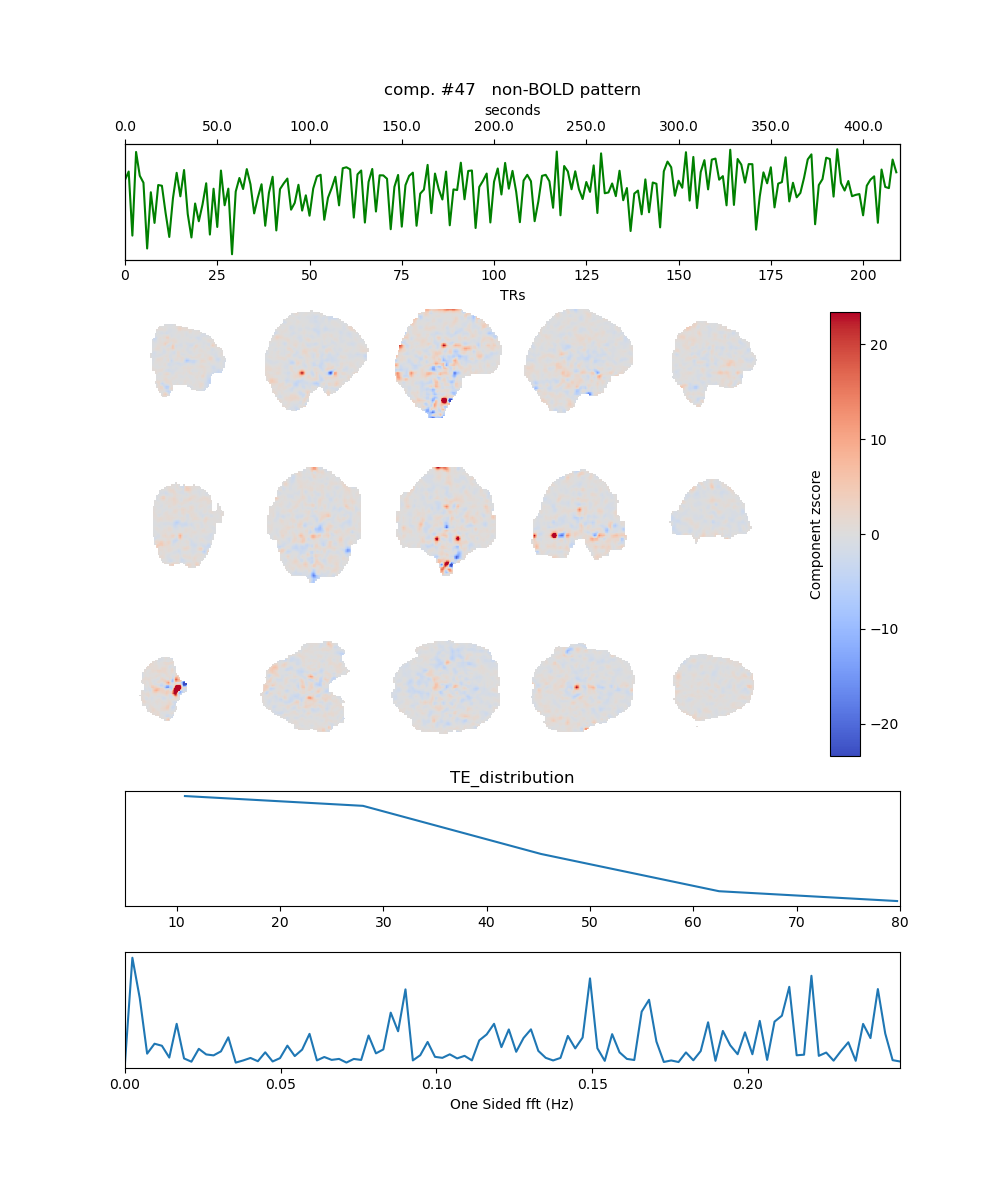 comp. #47   non-BOLD pattern
seconds
0.0 50.0 100.0 150.0 200.0 250.0 300.0 350.0 400.0
0 25 50 75 100 125 150 175 200
TRs
20
10
0
−10
−20
Component zscore
TE_distribution
10 20 30 40 50 60 70 80
0.00 0.05 0.10 0.15 0.20
One Sided fft (Hz)